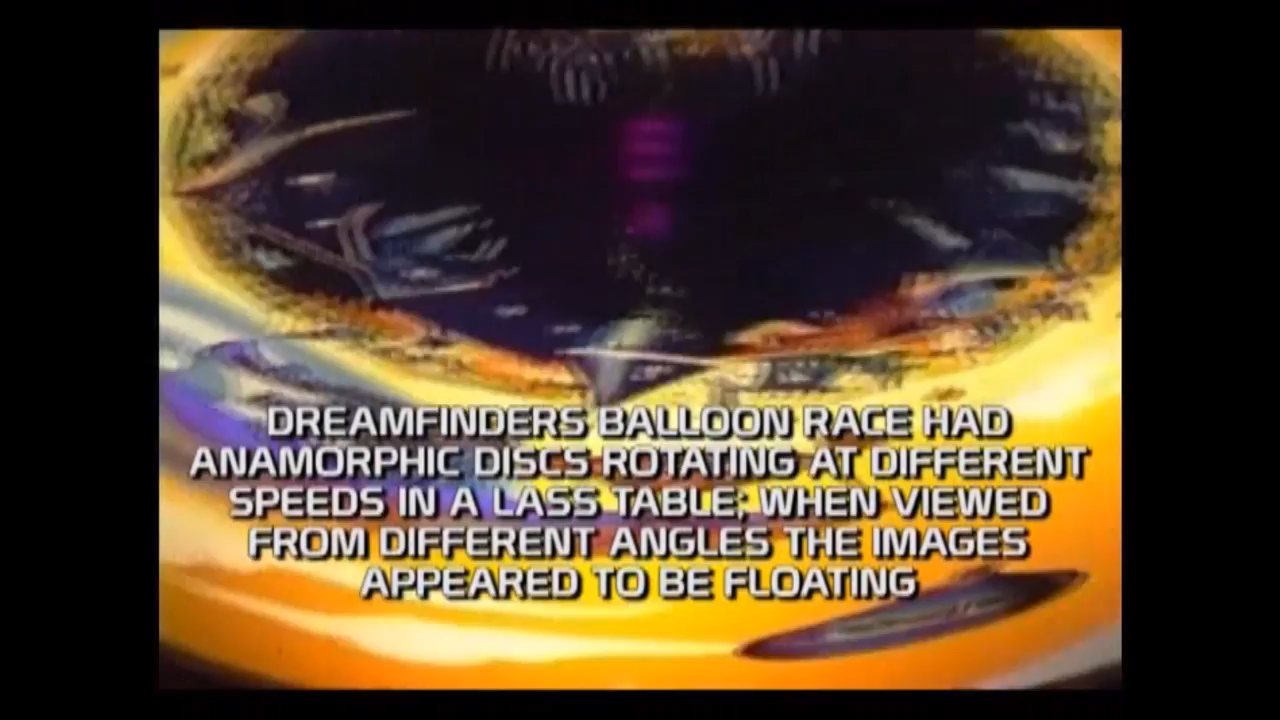 DREAMFINDERS BALLOON RACE HAD
ANAMORPHIC DISCS ROTATING AT DIFFERENT
SPEEDS IN A LASS TABLE; WHEN VIEWED
FROM DIFFERENT ANGLES THE IMAGES
APPEARED TO BE FLOATING